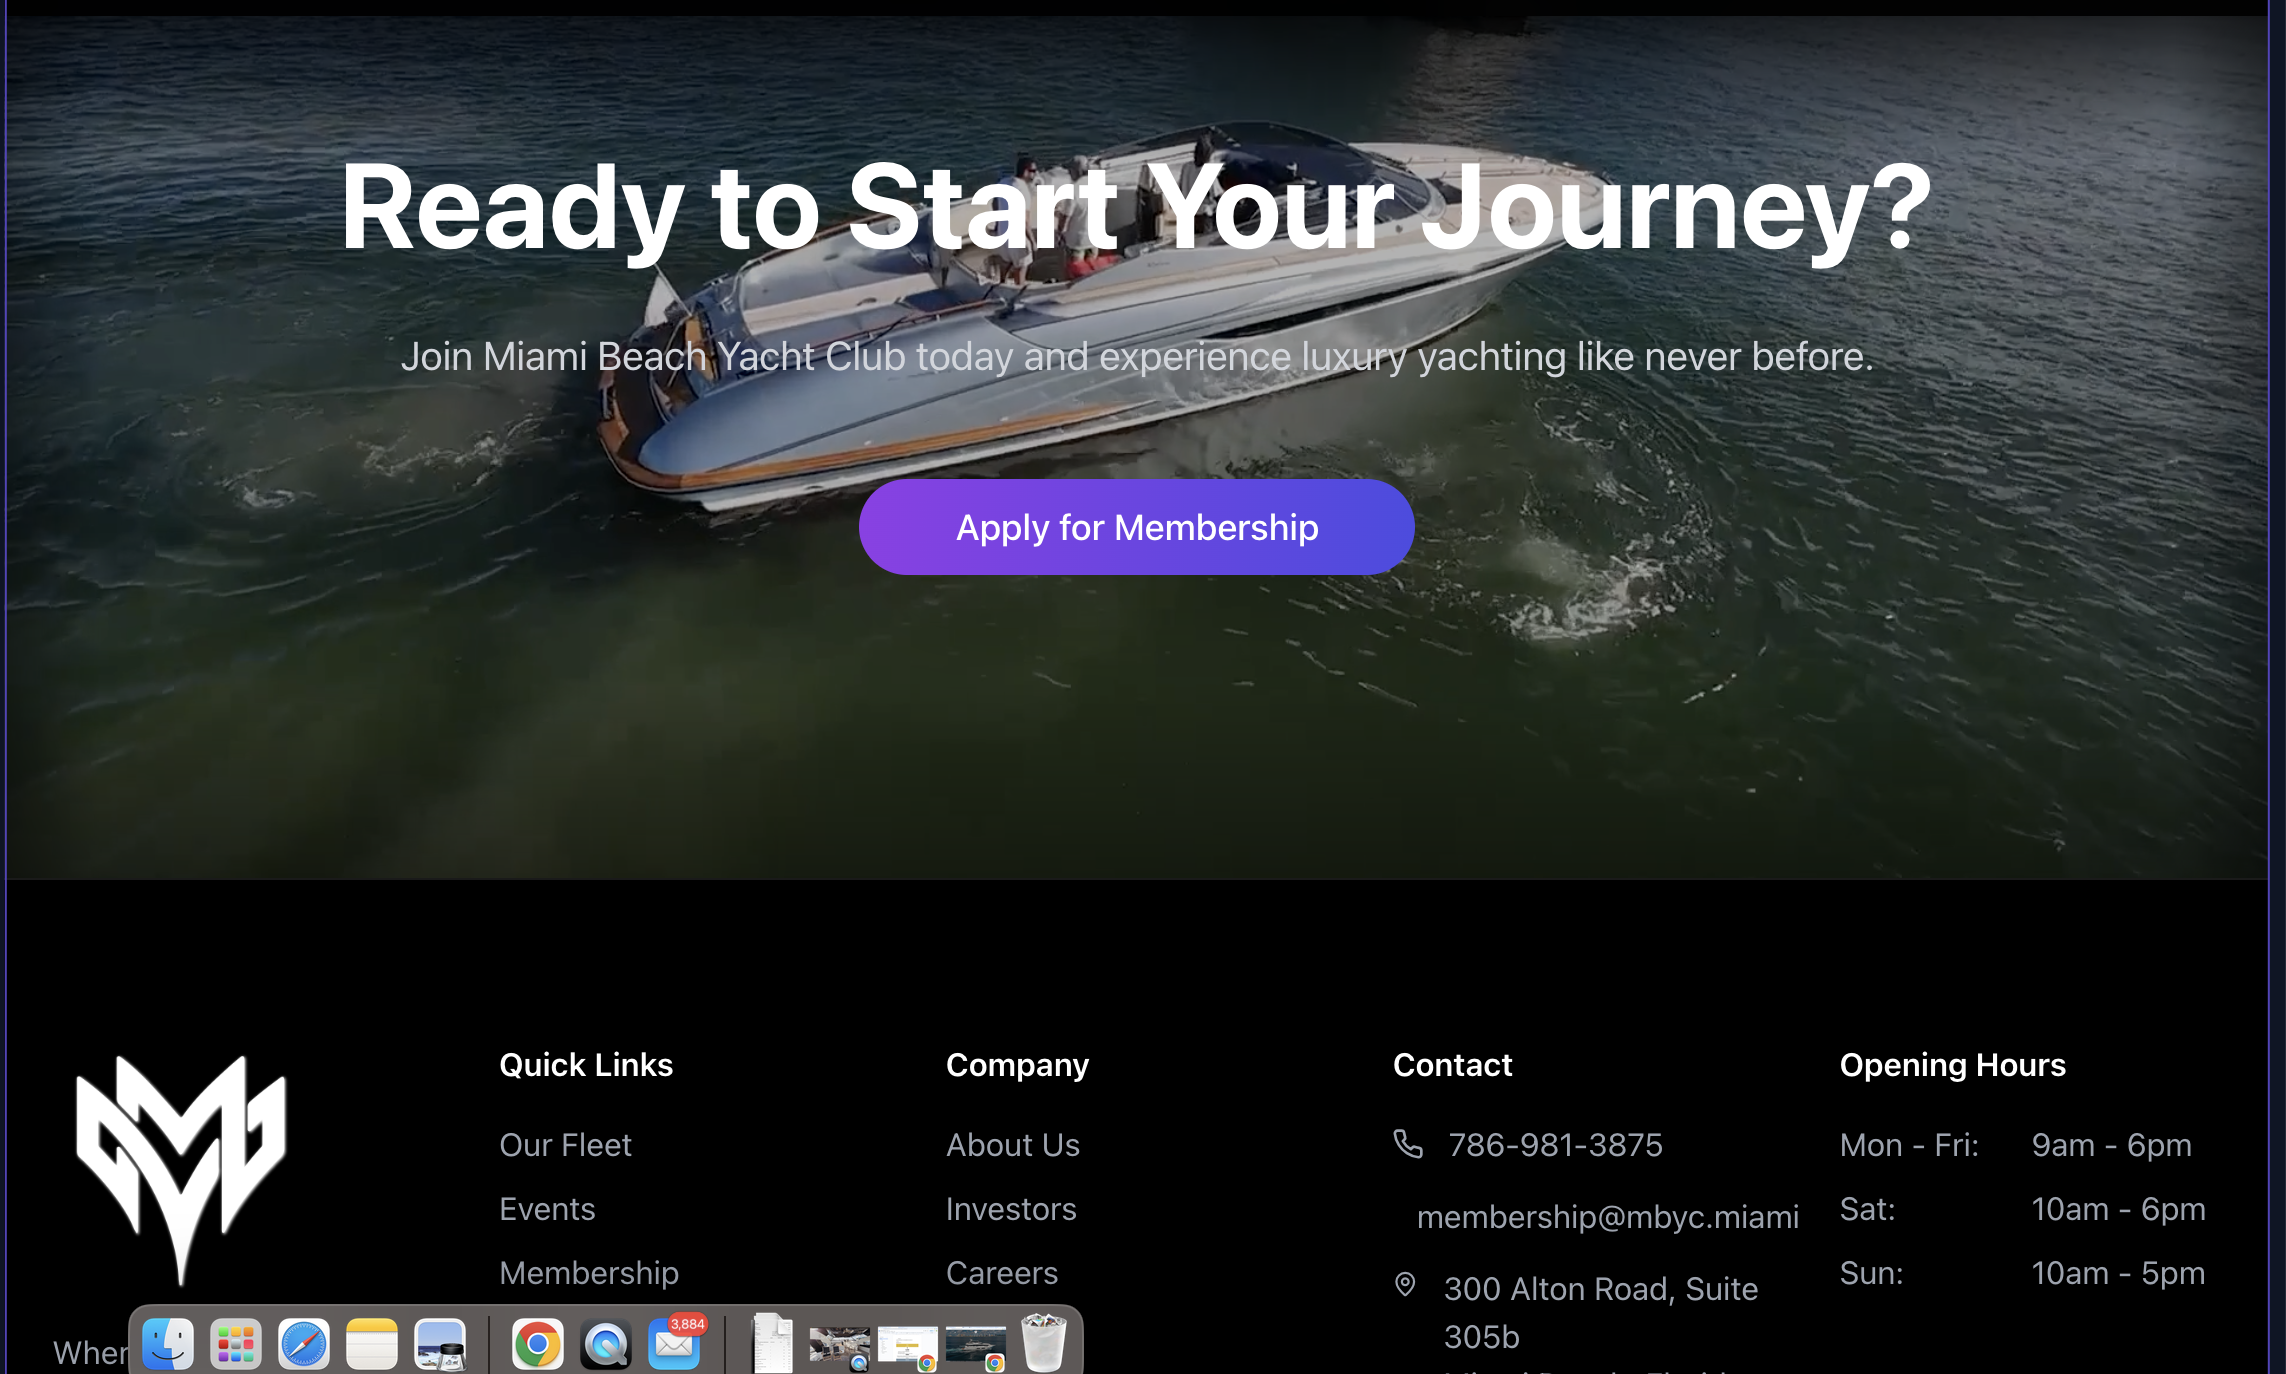 Ready to Start Your Journey?
Join Miami Beach Yacht Club today and experience luxury yachting like never before.
Apply for Membership
Quick Links
Our Fleet
Events
Membership
Company
About Us
Investors
Careers
Contact
786-981-3875
membership@mbyc.miami
300 Alton Road, Suite
305b
Opening Hours
Mon - Fri: 9am - 6pm
Sat: 10am - 6pm
Sun: 10am - 5pm
3,884